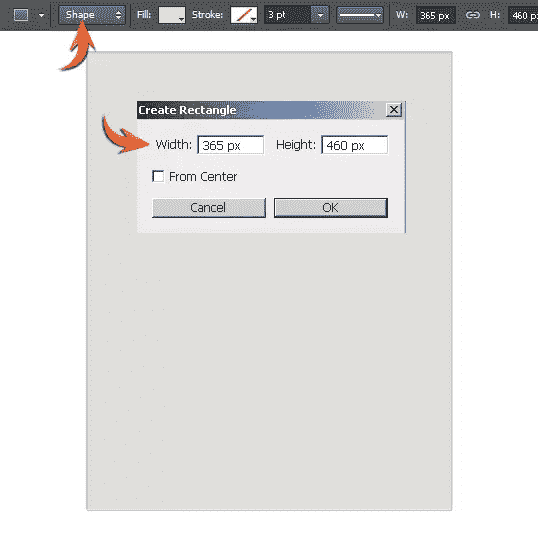 Shape Fill: Stroke: 3 pt W: 365 px H: 460 px
Create Rectangle
Width: 365 px Height: 460 px
From Center
Cancel OK